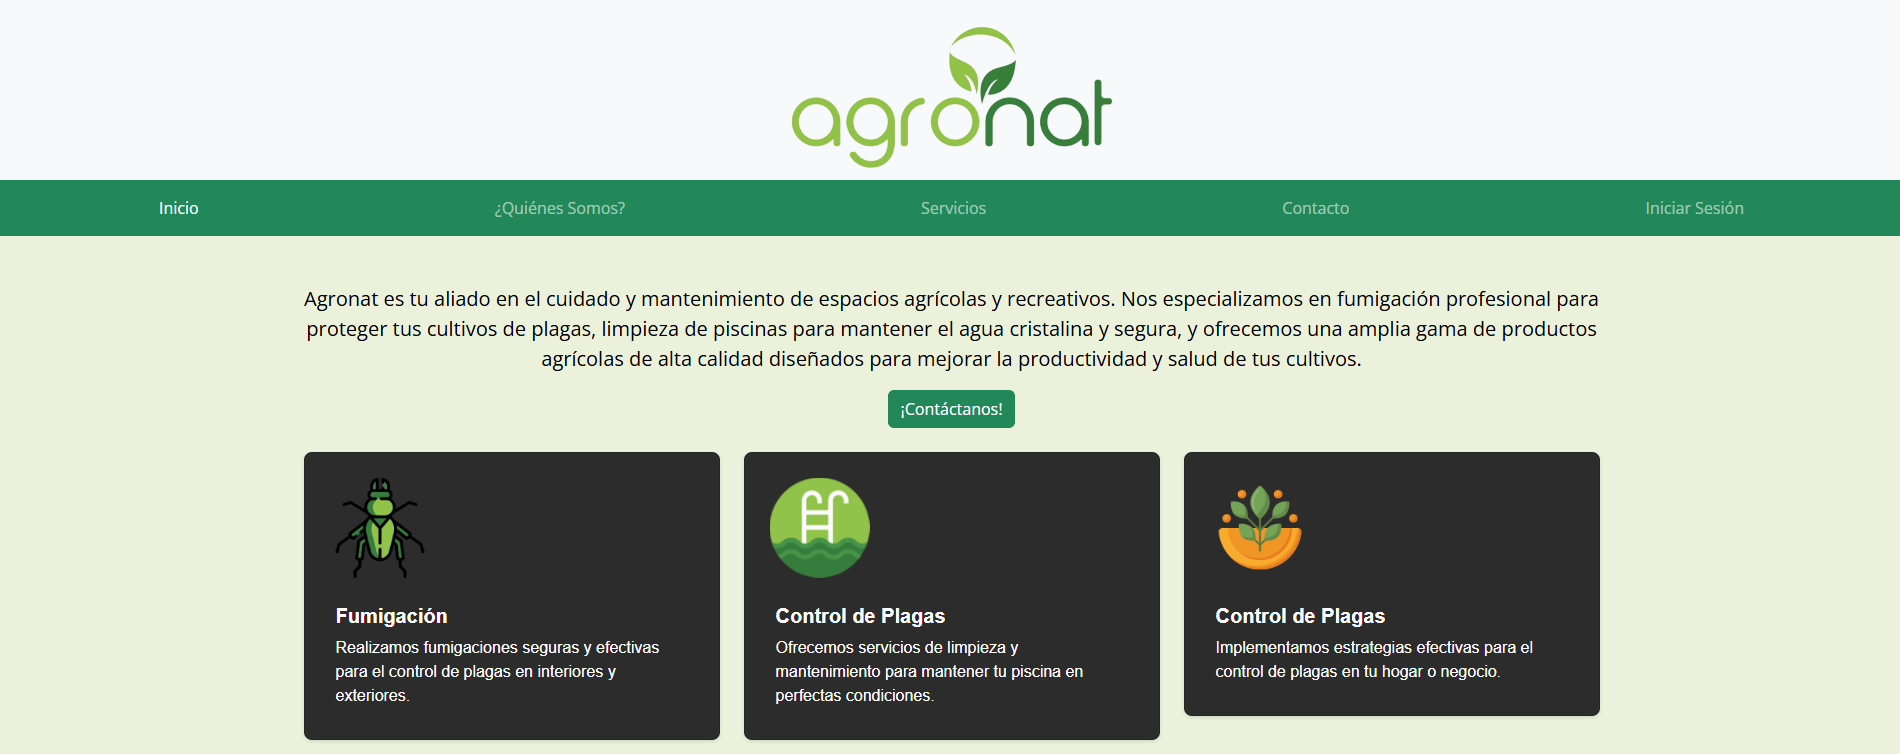 agronat
Inicio ¿Quiénes Somos? Servicios Contacto Iniciar Sesión
Agronat es tu aliado en el cuidado y mantenimiento de espacios agrícolas y recreativos. Nos especializamos en fumigación profesional para
proteger tus cultivos de plagas, limpieza de piscinas para mantener el agua cristalina y segura, y ofrecemos una amplia gama de productos
agrícolas de alta calidad diseñados para mejorar la productividad y salud de tus cultivos.
¡Contáctanos!
Fumigación
Realizamos fumigaciones seguras y efectivas
para el control de plagas en interiores y
exteriores.
Control de Plagas
Ofrecemos servicios de limpieza y
mantenimiento para mantener tu piscina en
perfectas condiciones.
Control de Plagas
Implementamos estrategias efectivas para el
control de plagas en tu hogar o negocio.